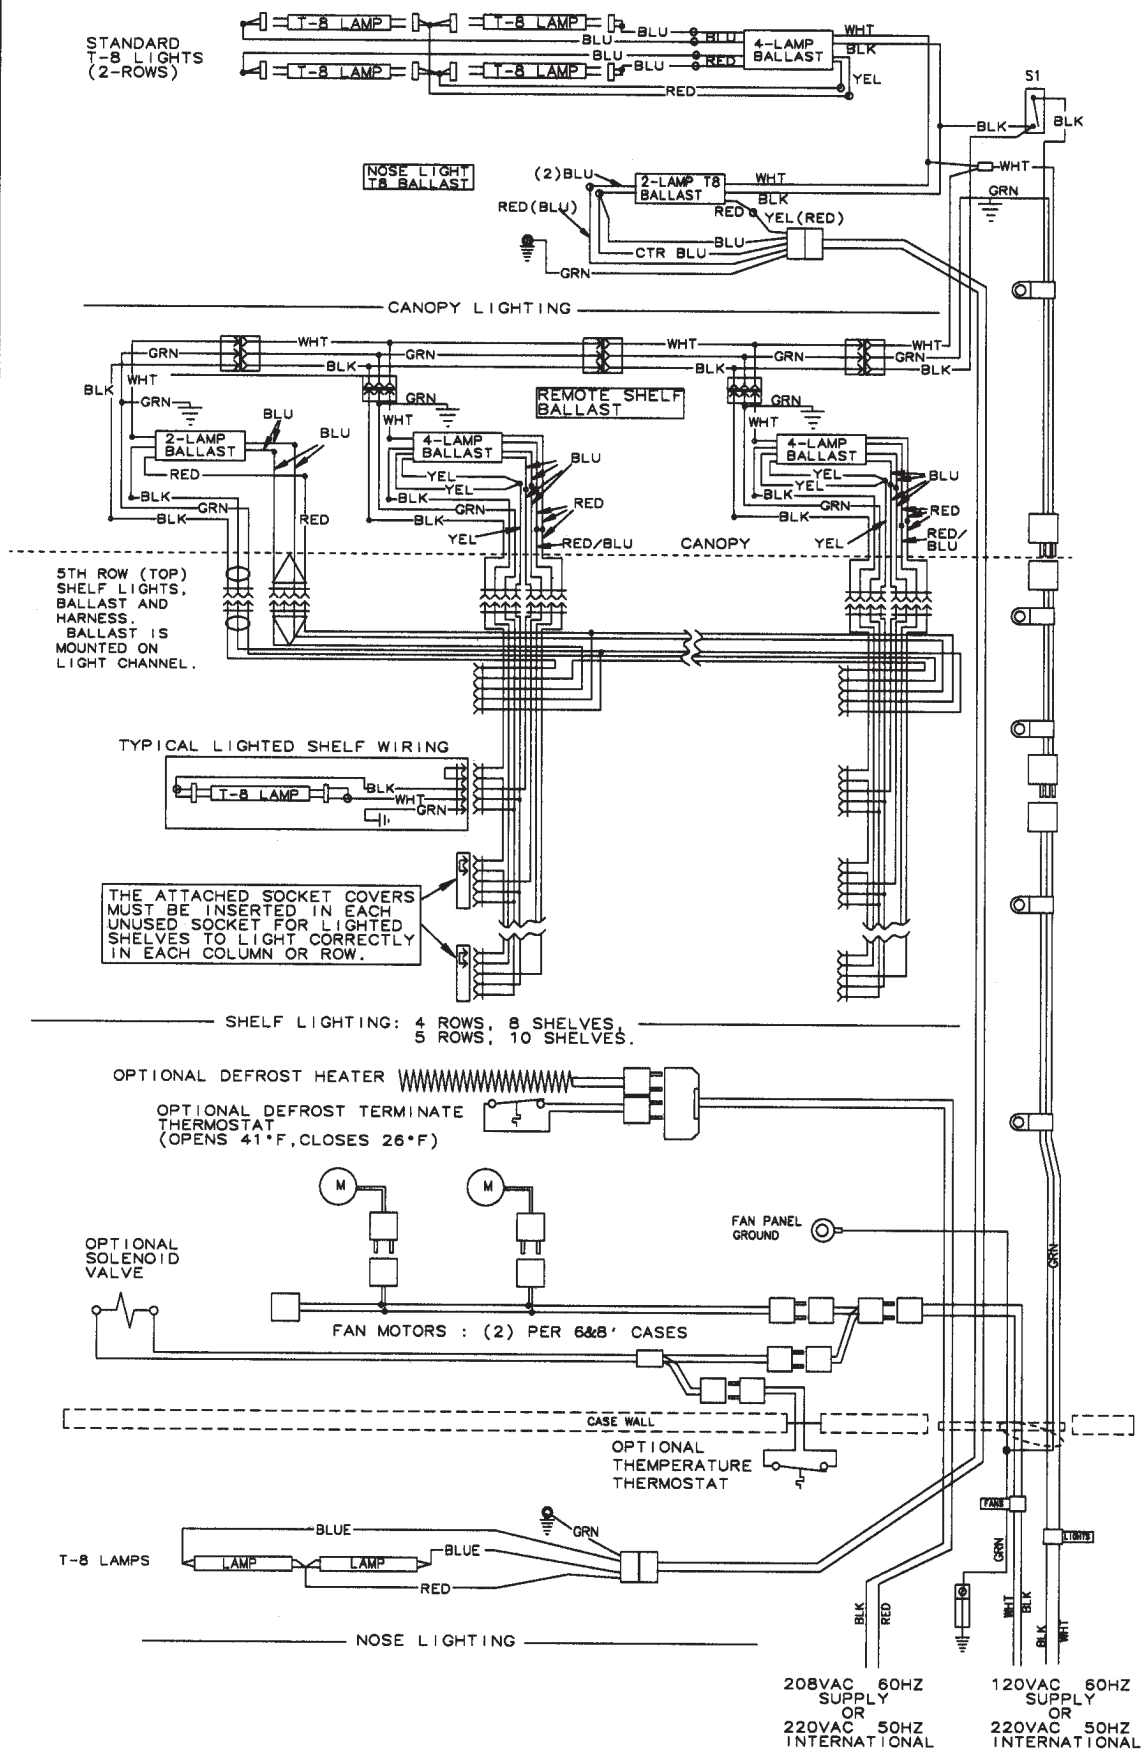 STANDARD
T-8 LIGHTS
(2-ROWS)
T-8 LAMP
T-8 LAMP
T-8 LAMP
T-8 LAMP
BLU
BLU
BLU
BLU
BLU
RED
4-LAMP
BALLAST
WHT
BLK
YEL
RED
S1
BLK
BLK
WHT
GRN
NOSE LIGHT
T8 BALLAST
(2)BLU
RED(BLU)
2-LAMP T8
BALLAST
WHT
BLK
RED
YEL(RED)
BLU
CTR BLU
GRN
CANOPY LIGHTING
WHT
GRN
BLK
WHT
GRN
BLK
WHT
GRN
BLK
GRN
BLK
WHT
GRN
REMOTE SHELF
BALLAST
GRN
WHT
GRN
WHT
2-LAMP
BALLAST
BLU
BLU
RED
BLK
GRN
BLK
RED
4-LAMP
BALLAST
YEL
YEL
BLK
GRN
BLK
YEL
BLU
RED
RED/BLU
CANOPY
4-LAMP
BALLAST
YEL
YEL
BLK
GRN
BLK
YEL
BLU
RED
RED/
BLU
5TH ROW (TOP)
SHELF LIGHTS,
BALLAST AND
HARNESS.
BALLAST IS
MOUNTED ON
LIGHT CHANNEL.
TYPICAL LIGHTED SHELF WIRING
T-8 LAMP
BLK
WHT
GRN
THE ATTACHED SOCKET COVERS
MUST BE INSERTED IN EACH
UNUSED SOCKET FOR LIGHTED
SHELVES TO LIGHT CORRECTLY
IN EACH COLUMN OR ROW.
SHELF LIGHTING: 4 ROWS, 8 SHELVES,
5 ROWS, 10 SHELVES.
OPTIONAL DEFROST HEATER
OPTIONAL DEFROST TERMINATE
THERMOSTAT
(OPENS 41°F,CLOSES 26°F)
M
M
FAN PANEL
GROUND
GRN
OPTIONAL
SOLENOID
VALVE
FAN MOTORS : (2) PER 6&8' CASES
CASE WALL
OPTIONAL
THEMPERATURE
THERMOSTAT
FANS
LIGHTS
GRN
T-8 LAMPS
BLUE
LAMP
LAMP
BLUE
RED
GRN
NOSE LIGHTING
BLK
RED
WHT
BLK
BLK
WHT
208VAC 60HZ
SUPPLY
OR
220VAC 50HZ
INTERNATIONAL
120VAC 60HZ
SUPPLY
OR
220VAC 50HZ
INTERNATIONAL